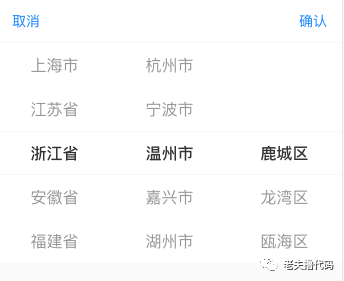 取消 确认
上海市 杭州市
江苏省 宁波市
浙江省 温州市 鹿城区
安徽省 嘉兴市 龙湾区
福建省 湖州市 瓯海区
老夫撸代码